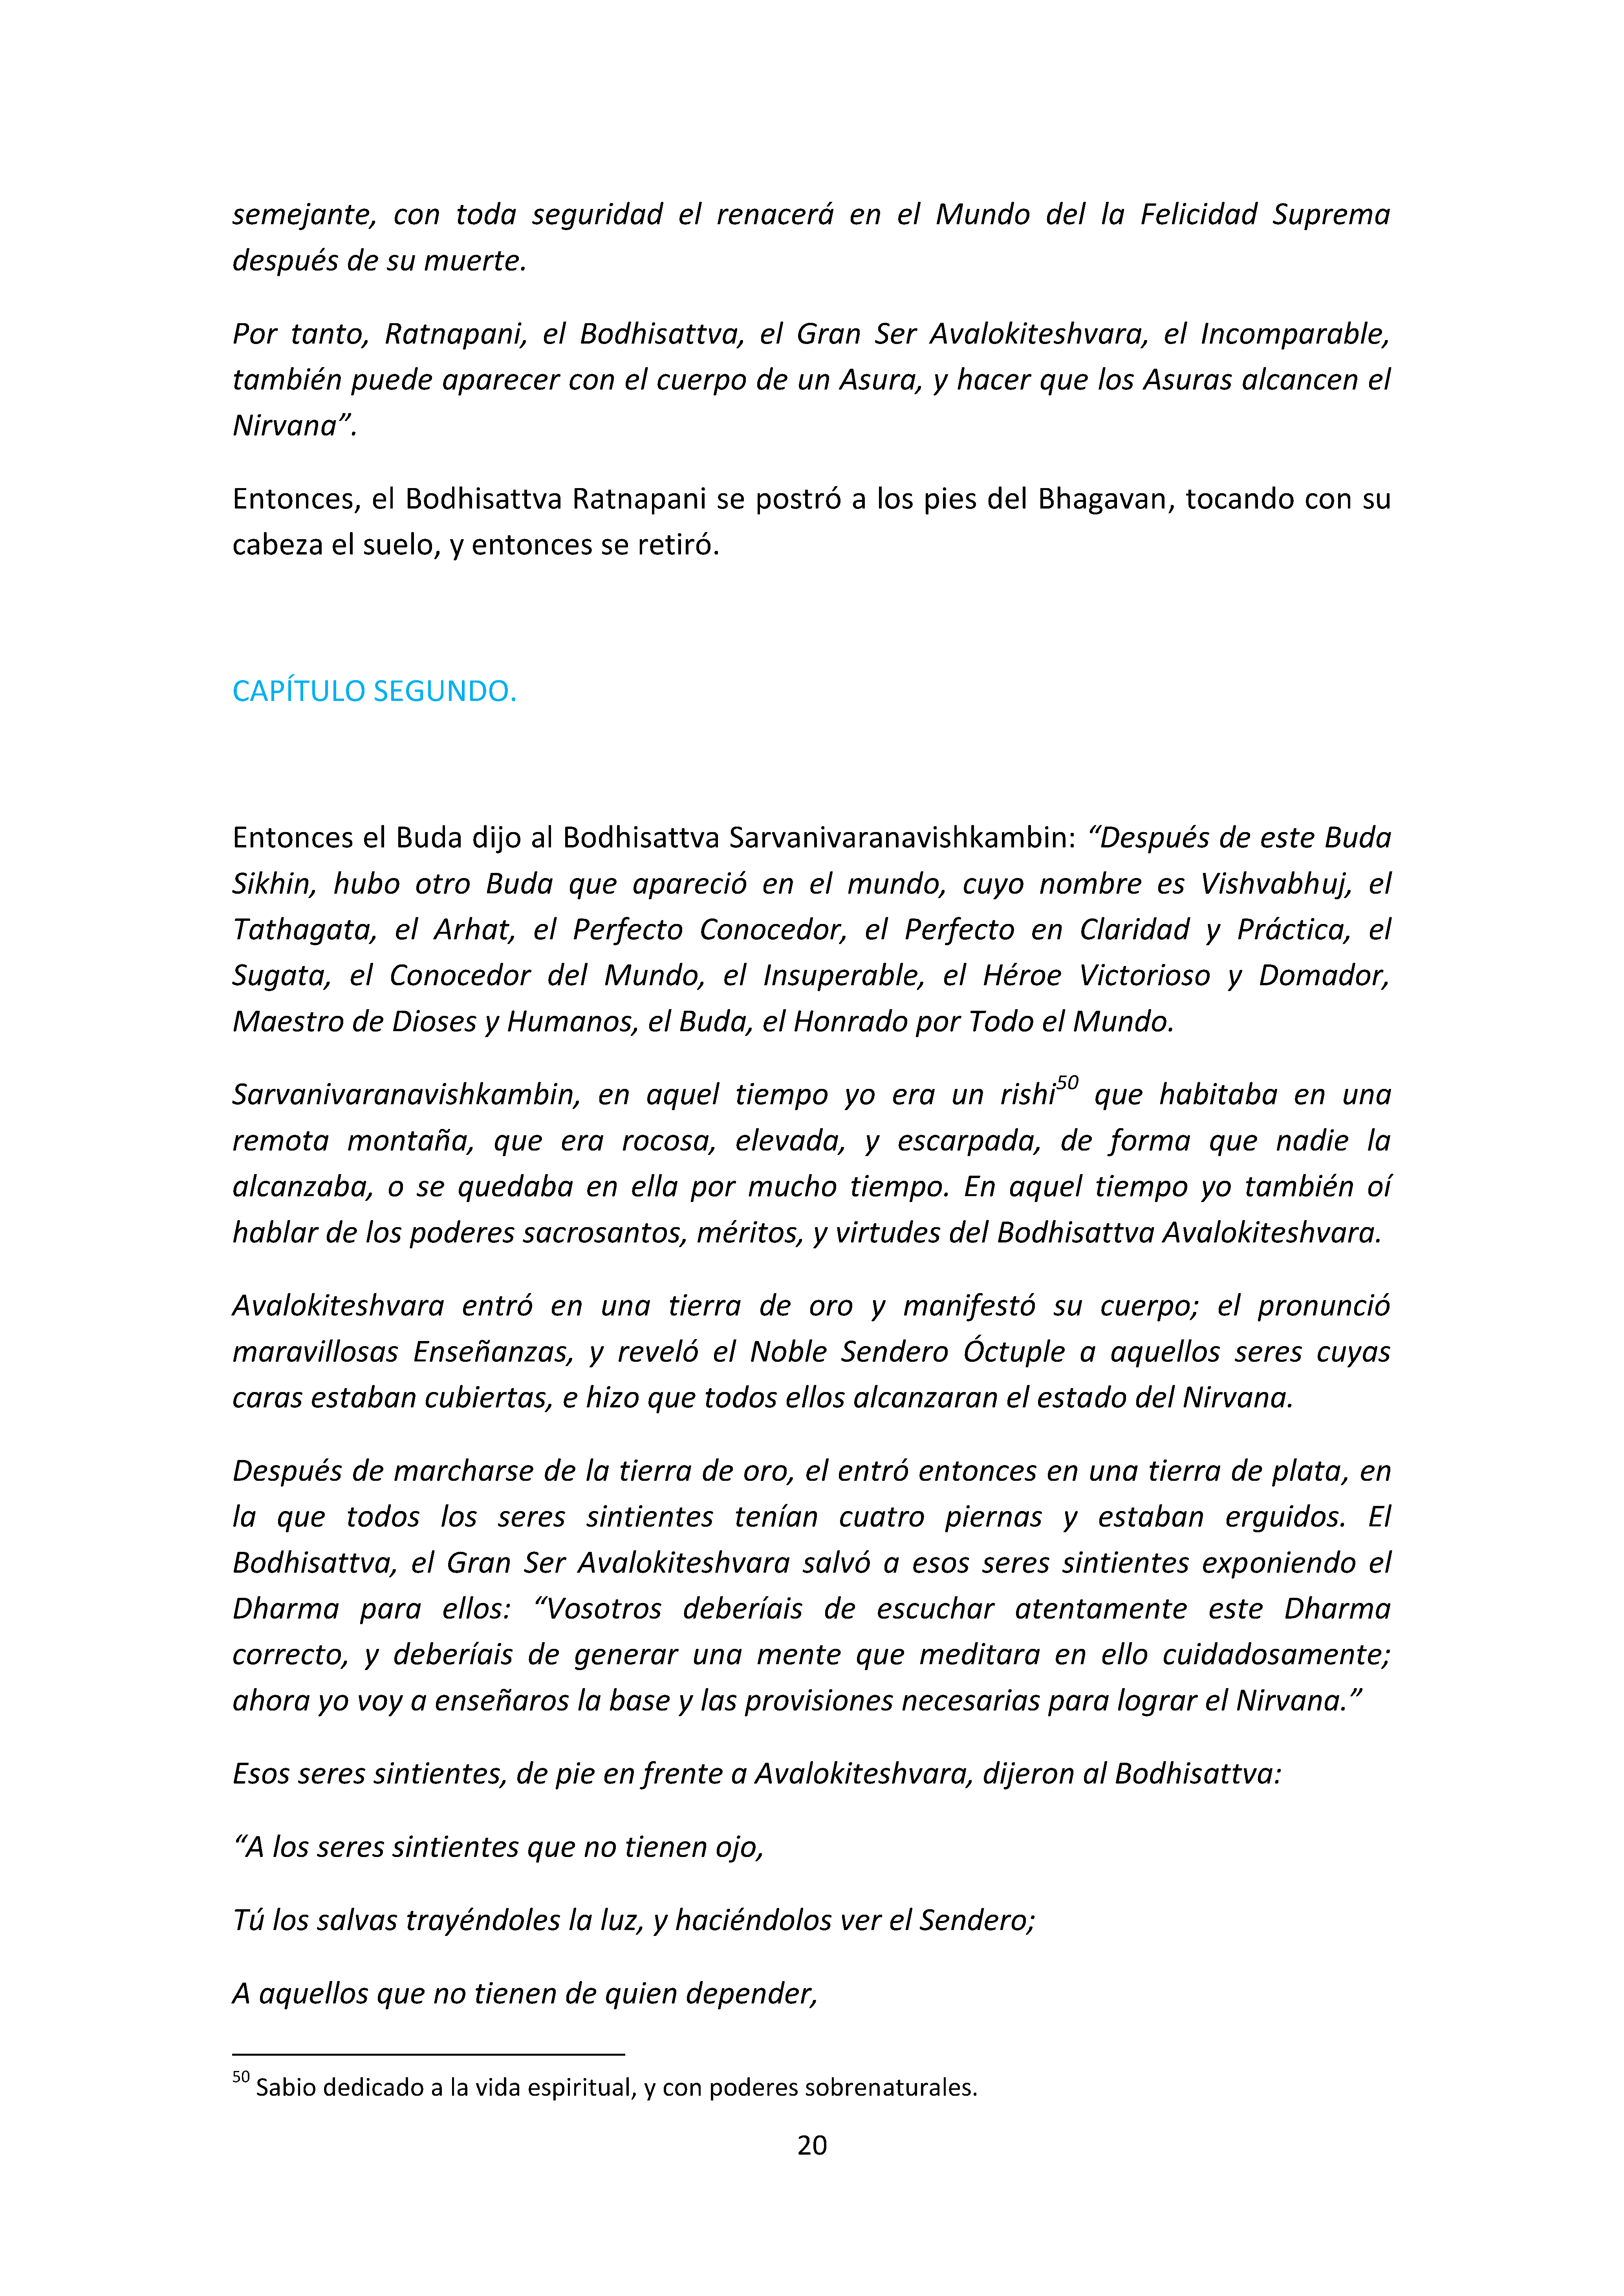 semejante, con toda seguridad el renacerá en el Mundo del la Felicidad Suprema
después de su muerte.
Por tanto, Ratnapani, el Bodhisattva, el Gran Ser Avalokiteshvara, el Incomparable,
también puede aparecer con el cuerpo de un Asura, y hacer que los Asuras alcancen el
Nirvana”.
Entonces, el Bodhisattva Ratnapani se postró a los pies del Bhagavan, tocando con su
cabeza el suelo, y entonces se retiró.
CAPÍTULO SEGUNDO.
Entonces el Buda dijo al Bodhisattva Sarvanivaranavishkambin: “Después de este Buda
Sikhin, hubo otro Buda que apareció en el mundo, cuyo nombre es Vishvabhuj, el
Tathagata, el Arhat, el Perfecto Conocedor, el Perfecto en Claridad y Práctica, el
Sugata, el Conocedor del Mundo, el Insuperable, el Héroe Victorioso y Domador,
Maestro de Dioses y Humanos, el Buda, el Honrado por Todo el Mundo.
Sarvanivaranavishkambin, en aquel tiempo yo era un rishi50 que habitaba en una
remota montaña, que era rocosa, elevada, y escarpada, de forma que nadie la
alcanzaba, o se quedaba en ella por mucho tiempo. En aquel tiempo yo también oí
hablar de los poderes sacrosantos, méritos, y virtudes del Bodhisattva Avalokiteshvara.
Avalokiteshvara entró en una tierra de oro y manifestó su cuerpo; el pronunció
maravillosas Enseñanzas, y reveló el Noble Sendero Óctuple a aquellos seres cuyas
caras estaban cubiertas, e hizo que todos ellos alcanzaran el estado del Nirvana.
Después de marcharse de la tierra de oro, el entró entonces en una tierra de plata, en
la que todos los seres sintientes tenían cuatro piernas y estaban erguidos. El
Bodhisattva, el Gran Ser Avalokiteshvara salvó a esos seres sintientes exponiendo el
Dharma para ellos: “Vosotros deberíais de escuchar atentamente este Dharma
correcto, y deberíais de generar una mente que meditara en ello cuidadosamente;
ahora yo voy a enseñaros la base y las provisiones necesarias para lograr el Nirvana.”
Esos seres sintientes, de pie en frente a Avalokiteshvara, dijeron al Bodhisattva:
“A los seres sintientes que no tienen ojo,
Tú los salvas trayéndoles la luz, y haciéndolos ver el Sendero;
A aquellos que no tienen de quien depender,
50 Sabio dedicado a la vida espiritual, y con poderes sobrenaturales.
20